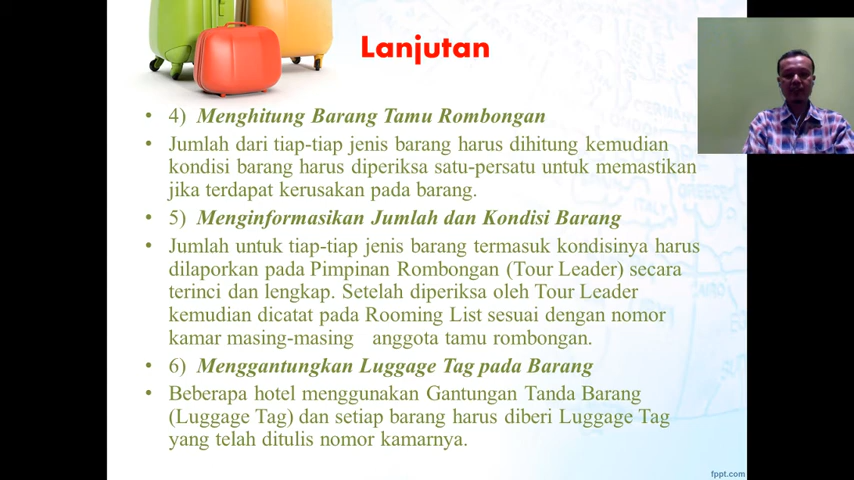 Lanjutan
• 4) Menghitung Barang Tamu Rombongan
• Jumlah dari tiap-tiap jenis barang harus dihitung kemudian
kondisi barang harus diperiksa satu-persatu untuk memastikan
jika terdapat kerusakan pada barang.
• 5) Menginformasikan Jumlah dan Kondisi Barang
• Jumlah untuk tiap-tiap jenis barang termasuk kondisinya harus
dilaporkan pada Pimpinan Rombongan (Tour Leader) secara
terinci dan lengkap. Setelah diperiksa oleh Tour Leader
kemudian dicatat pada Rooming List sesuai dengan nomor
kamar masing-masing anggota tamu rombongan.
• 6) Menggantungkan Luggage Tag pada Barang
• Beberapa hotel menggunakan Gantungan Tanda Barang
(Luggage Tag) dan setiap barang harus diberi Luggage Tag
yang telah ditulis nomor kamarnya.
fppt.com